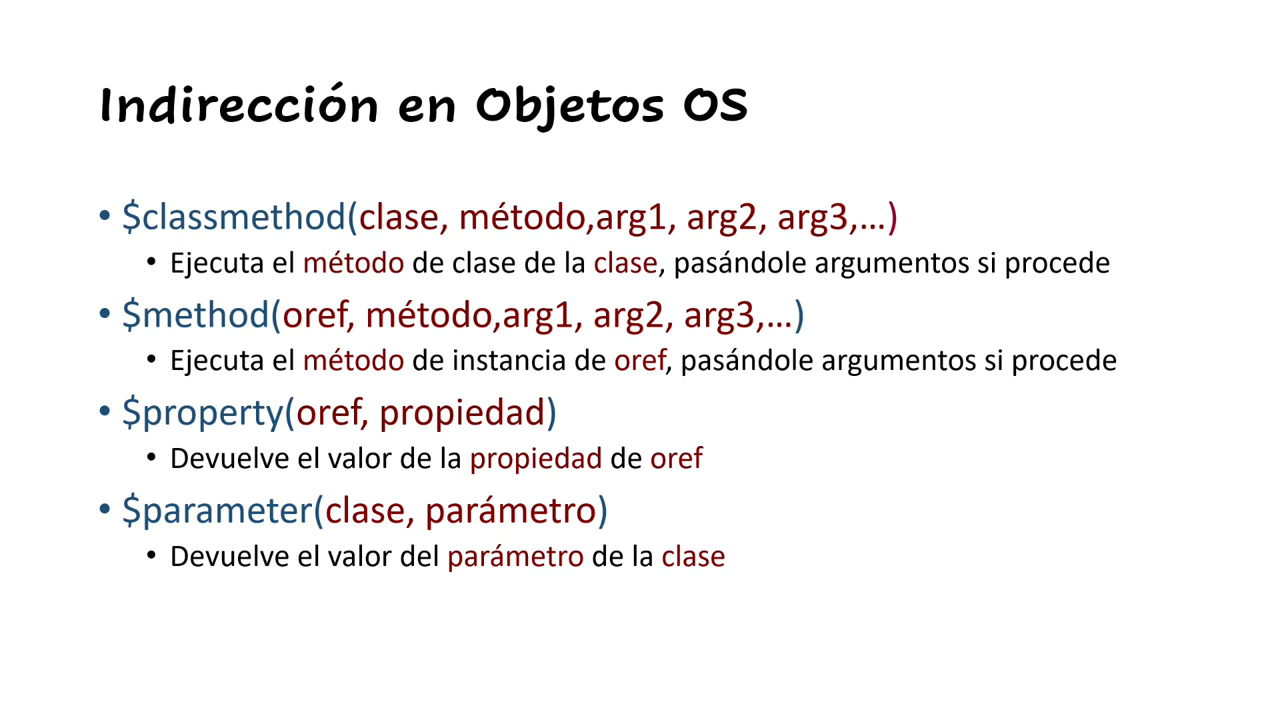 Indirección en Objetos OS
• $classmethod(clase, método,arg1, arg2, arg3,...)
• Ejecuta el método de clase de la clase, pasándole argumentos si procede
• $method(oref, método,arg1, arg2, arg3,...)
• Ejecuta el método de instancia de oref, pasándole argumentos si procede
• $property(oref, propiedad)
• Devuelve el valor de la propiedad de oref
• $parameter(clase, parámetro)
• Devuelve el valor del parámetro de la clase